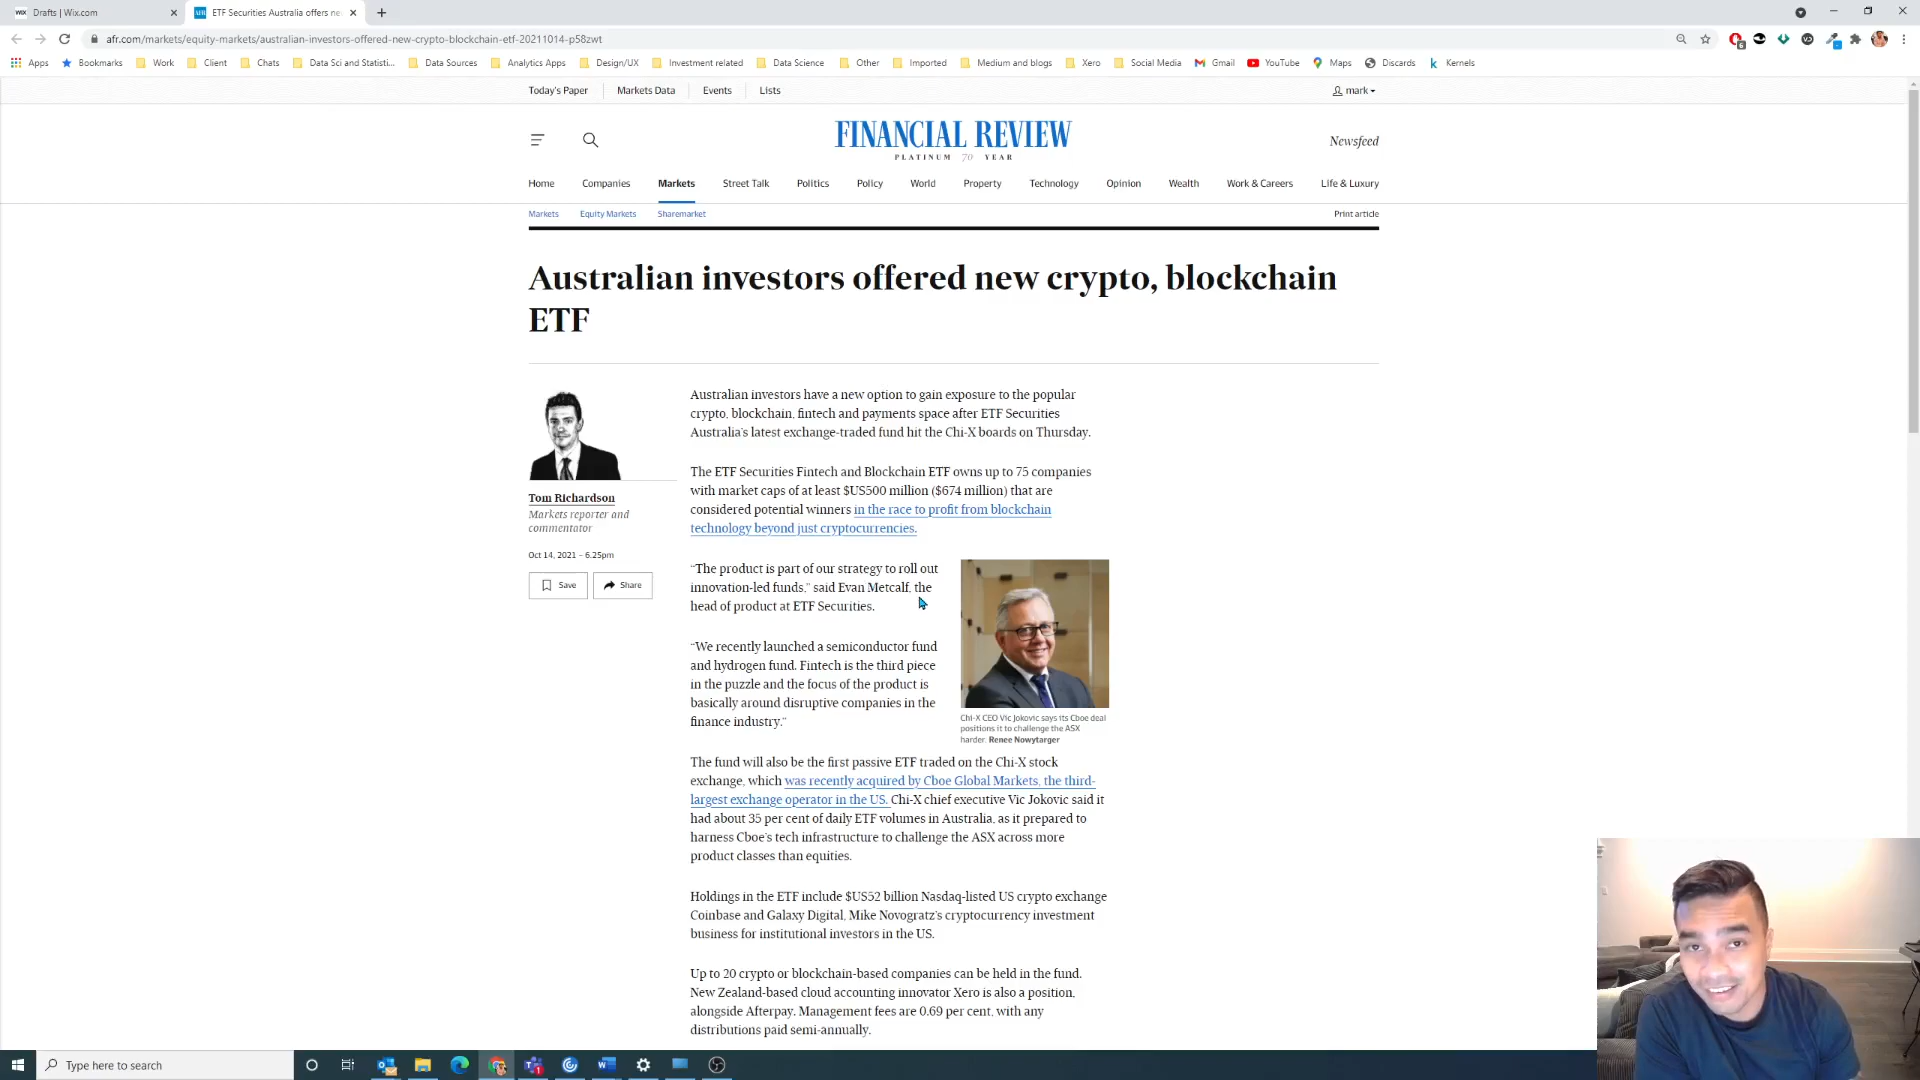 WiX Drafts | Wix.com
ETF Securities Australia offers ne
afr.com/markets/equity-markets/australian-investors-offered-new-crypto-blockchain-etf-20211014-p58zwt
Apps Bookmarks Work Client Chats Data Sci and Statisti... Data Sources Analytics Apps Design/UX Investment related Data Science Other Imported Medium and blogs Xero Social Media Gmail YouTube Maps Discards Kernels
Today's Paper Markets Data Events Lists mark
FINANCIAL REVIEW
PLATINUM 70 YEAR
Newsfeed
Home Companies Markets Street Talk Politics Policy World Property Technology Opinion Wealth Work & Careers Life & Luxury
Markets Equity Markets Sharemarket Print article
Australian investors offered new crypto, blockchain
ETF
Tom Richardson
Markets reporter and
commentator
Oct 14, 2021 – 6.25pm
Save Share
Australian investors have a new option to gain exposure to the popular
crypto, blockchain, fintech and payments space after ETF Securities
Australia's latest exchange-traded fund hit the Chi-X boards on Thursday.
The ETF Securities Fintech and Blockchain ETF owns up to 75 companies
with market caps of at least $US500 million ($674 million) that are
considered potential winners in the race to profit from blockchain
technology beyond just cryptocurrencies.
"The product is part of our strategy to roll out
innovation-led funds," said Evan Metcalf, the
head of product at ETF Securities.
"We recently launched a semiconductor fund
and hydrogen fund. Fintech is the third piece
in the puzzle and the focus of the product is
basically around disruptive companies in the
finance industry."
Chi-X CEO Vic Jokovic says its Cboe deal
positions it to challenge the ASX
harder. Renee Nowytarger
The fund will also be the first passive ETF traded on the Chi-X stock
exchange, which was recently acquired by Cboe Global Markets, the third-
largest exchange operator in the US. Chi-X chief executive Vic Jokovic said it
had about 35 per cent of daily ETF volumes in Australia, as it prepared to
harness Cboe's tech infrastructure to challenge the ASX across more
product classes than equities.
Holdings in the ETF include $US52 billion Nasdaq-listed US crypto exchange
Coinbase and Galaxy Digital, Mike Novogratz's cryptocurrency investment
business for institutional investors in the US.
Up to 20 crypto or blockchain-based companies can be held in the fund.
New Zealand-based cloud accounting innovator Xero is also a position,
alongside Afterpay. Management fees are 0.69 per cent, with any
distributions paid semi-annually.
Type here to search